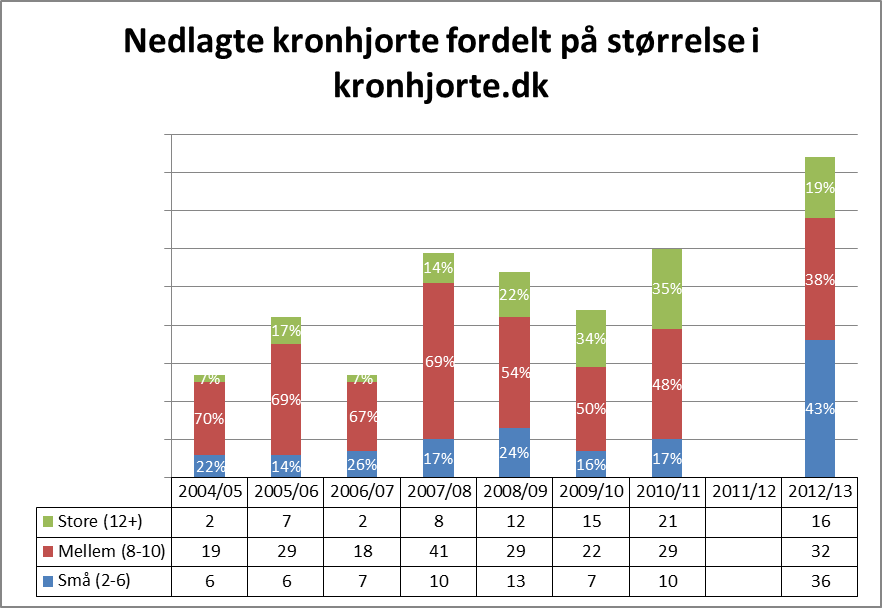 Nedlagte kronhjorte fordelt på størrelse i
kronhjorte.dk
7% 17% 7% 14% 22% 34% 35% 19%
70% 69% 67% 69% 54% 50% 48% 38%
22% 14% 26% 17% 24% 16% 17% 43%
2004/05 2005/06 2006/07 2007/08 2008/09 2009/10 2010/11 2011/12 2012/13
Store (12+) 2 7 2 8 12 15 21 16
Mellem (8-10) 19 29 18 41 29 22 29 32
Små (2-6) 6 6 7 10 13 7 10 36